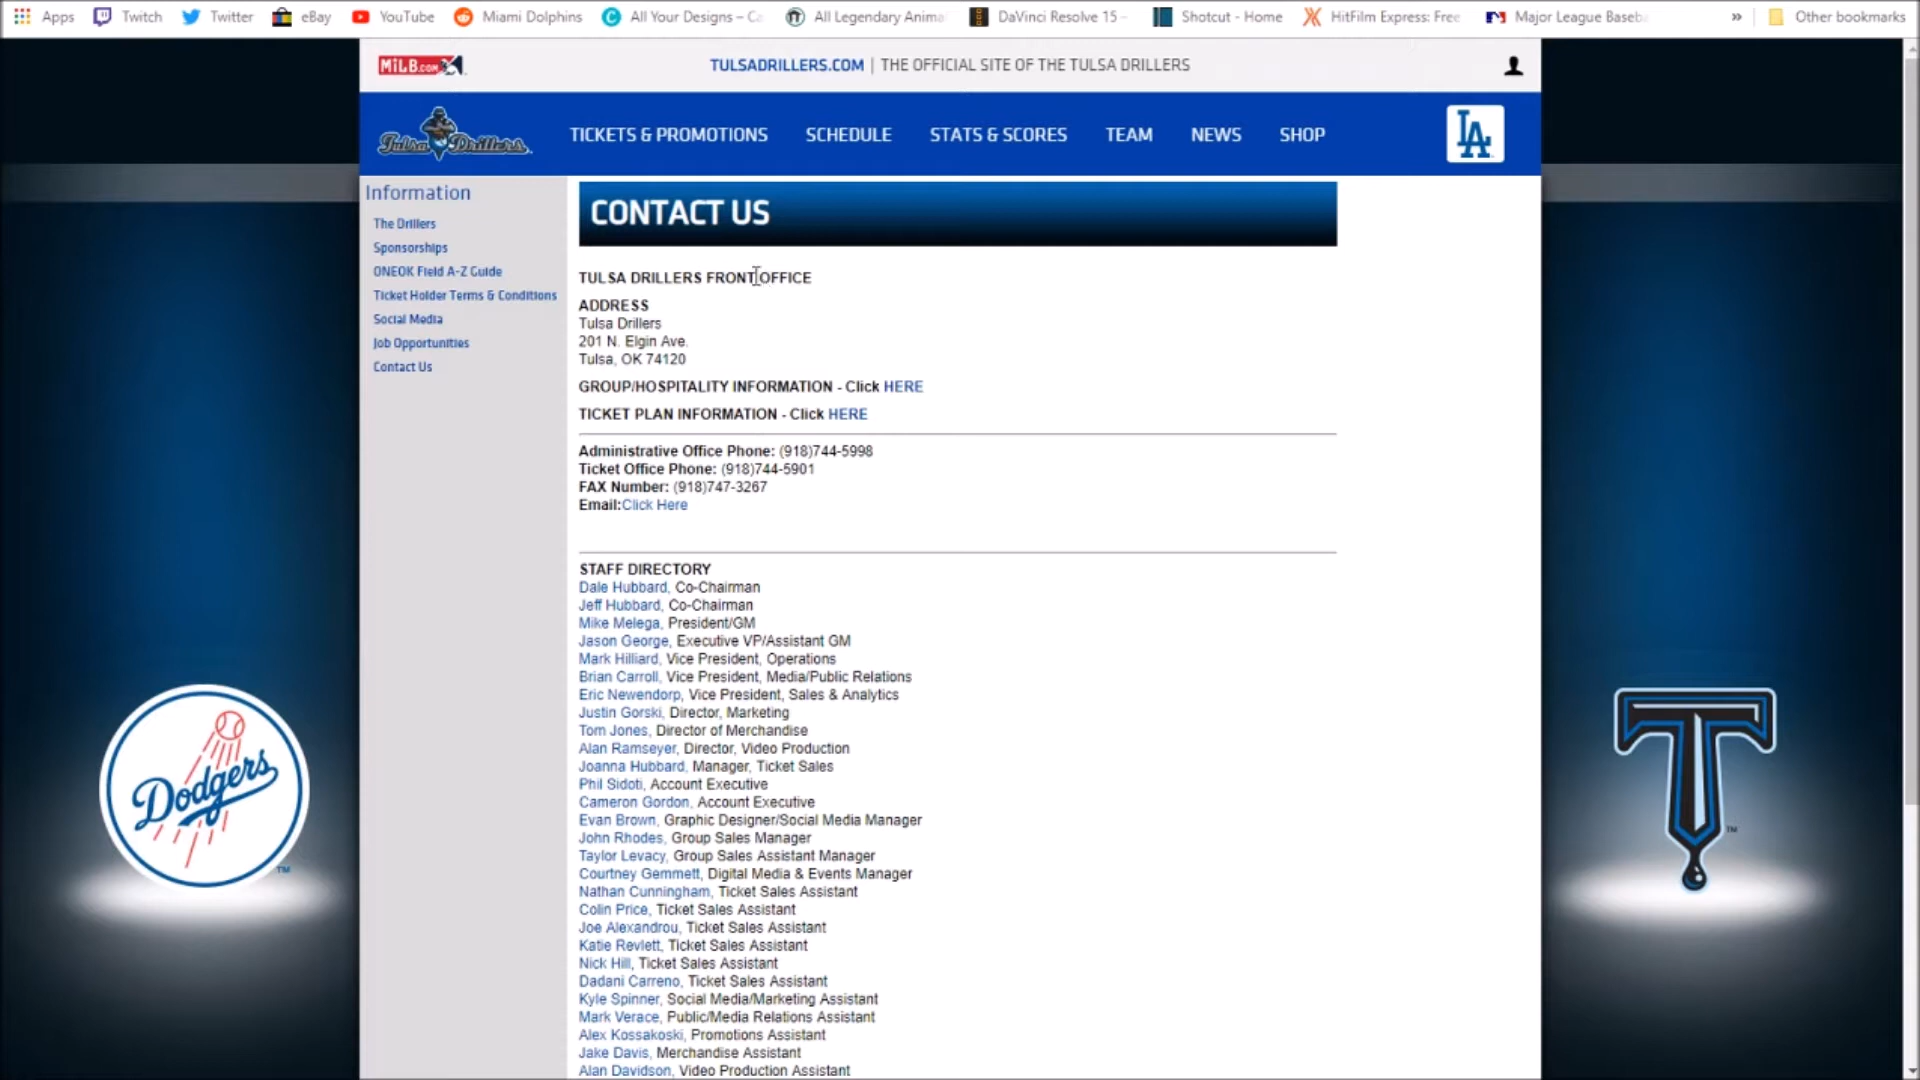 Apps Twitch Twitter eBay YouTube Miami Dolphins All Your Designs – Ca All Legendary Anima DaVinci Resolve 15 – Shotcut - Home HitFilm Express: Free Major League Baseb » Other bookmarks
MiLB.COM TULSADRILLERS.COM | THE OFFICIAL SITE OF THE TULSA DRILLERS
Tulsa Drillers TICKETS & PROMOTIONS SCHEDULE STATS & SCORES TEAM NEWS SHOP LA
Information
The Drillers
Sponsorships
ONEOK Field A-Z Guide
Ticket Holder Terms & Conditions
Social Media
Job Opportunities
Contact Us
CONTACT US
TULSA DRILLERS FRONT OFFICE
ADDRESS
Tulsa Drillers
201 N. Elgin Ave.
Tulsa, OK 74120
GROUP/HOSPITALITY INFORMATION - Click HERE
TICKET PLAN INFORMATION - Click HERE
Administrative Office Phone: (918)744-5998
Ticket Office Phone: (918)744-5901
FAX Number: (918)747-3267
Email:Click Here
STAFF DIRECTORY
Dale Hubbard, Co-Chairman
Jeff Hubbard, Co-Chairman
Mike Melega, President/GM
Jason George, Executive VP/Assistant GM
Mark Hilliard, Vice President, Operations
Brian Carroll, Vice President, Media/Public Relations
Eric Newendorp, Vice President, Sales & Analytics
Justin Gorski, Director, Marketing
Tom Jones, Director of Merchandise
Alan Ramseyer, Director, Video Production
Joanna Hubbard, Manager, Ticket Sales
Phil Sidoti, Account Executive
Cameron Gordon, Account Executive
Evan Brown, Graphic Designer/Social Media Manager
John Rhodes, Group Sales Manager
Taylor Levacy, Group Sales Assistant Manager
Courtney Gemmett, Digital Media & Events Manager
Nathan Cunningham, Ticket Sales Assistant
Colin Price, Ticket Sales Assistant
Joe Alexandrou, Ticket Sales Assistant
Katie Revlett, Ticket Sales Assistant
Nick Hill, Ticket Sales Assistant
Dadani Carreno, Ticket Sales Assistant
Kyle Spinner, Social Media/Marketing Assistant
Mark Verace, Public/Media Relations Assistant
Alex Kossakoski, Promotions Assistant
Jake Davis, Merchandise Assistant
Alan Davidson, Video Production Assistant
Dodgers TM
T TM